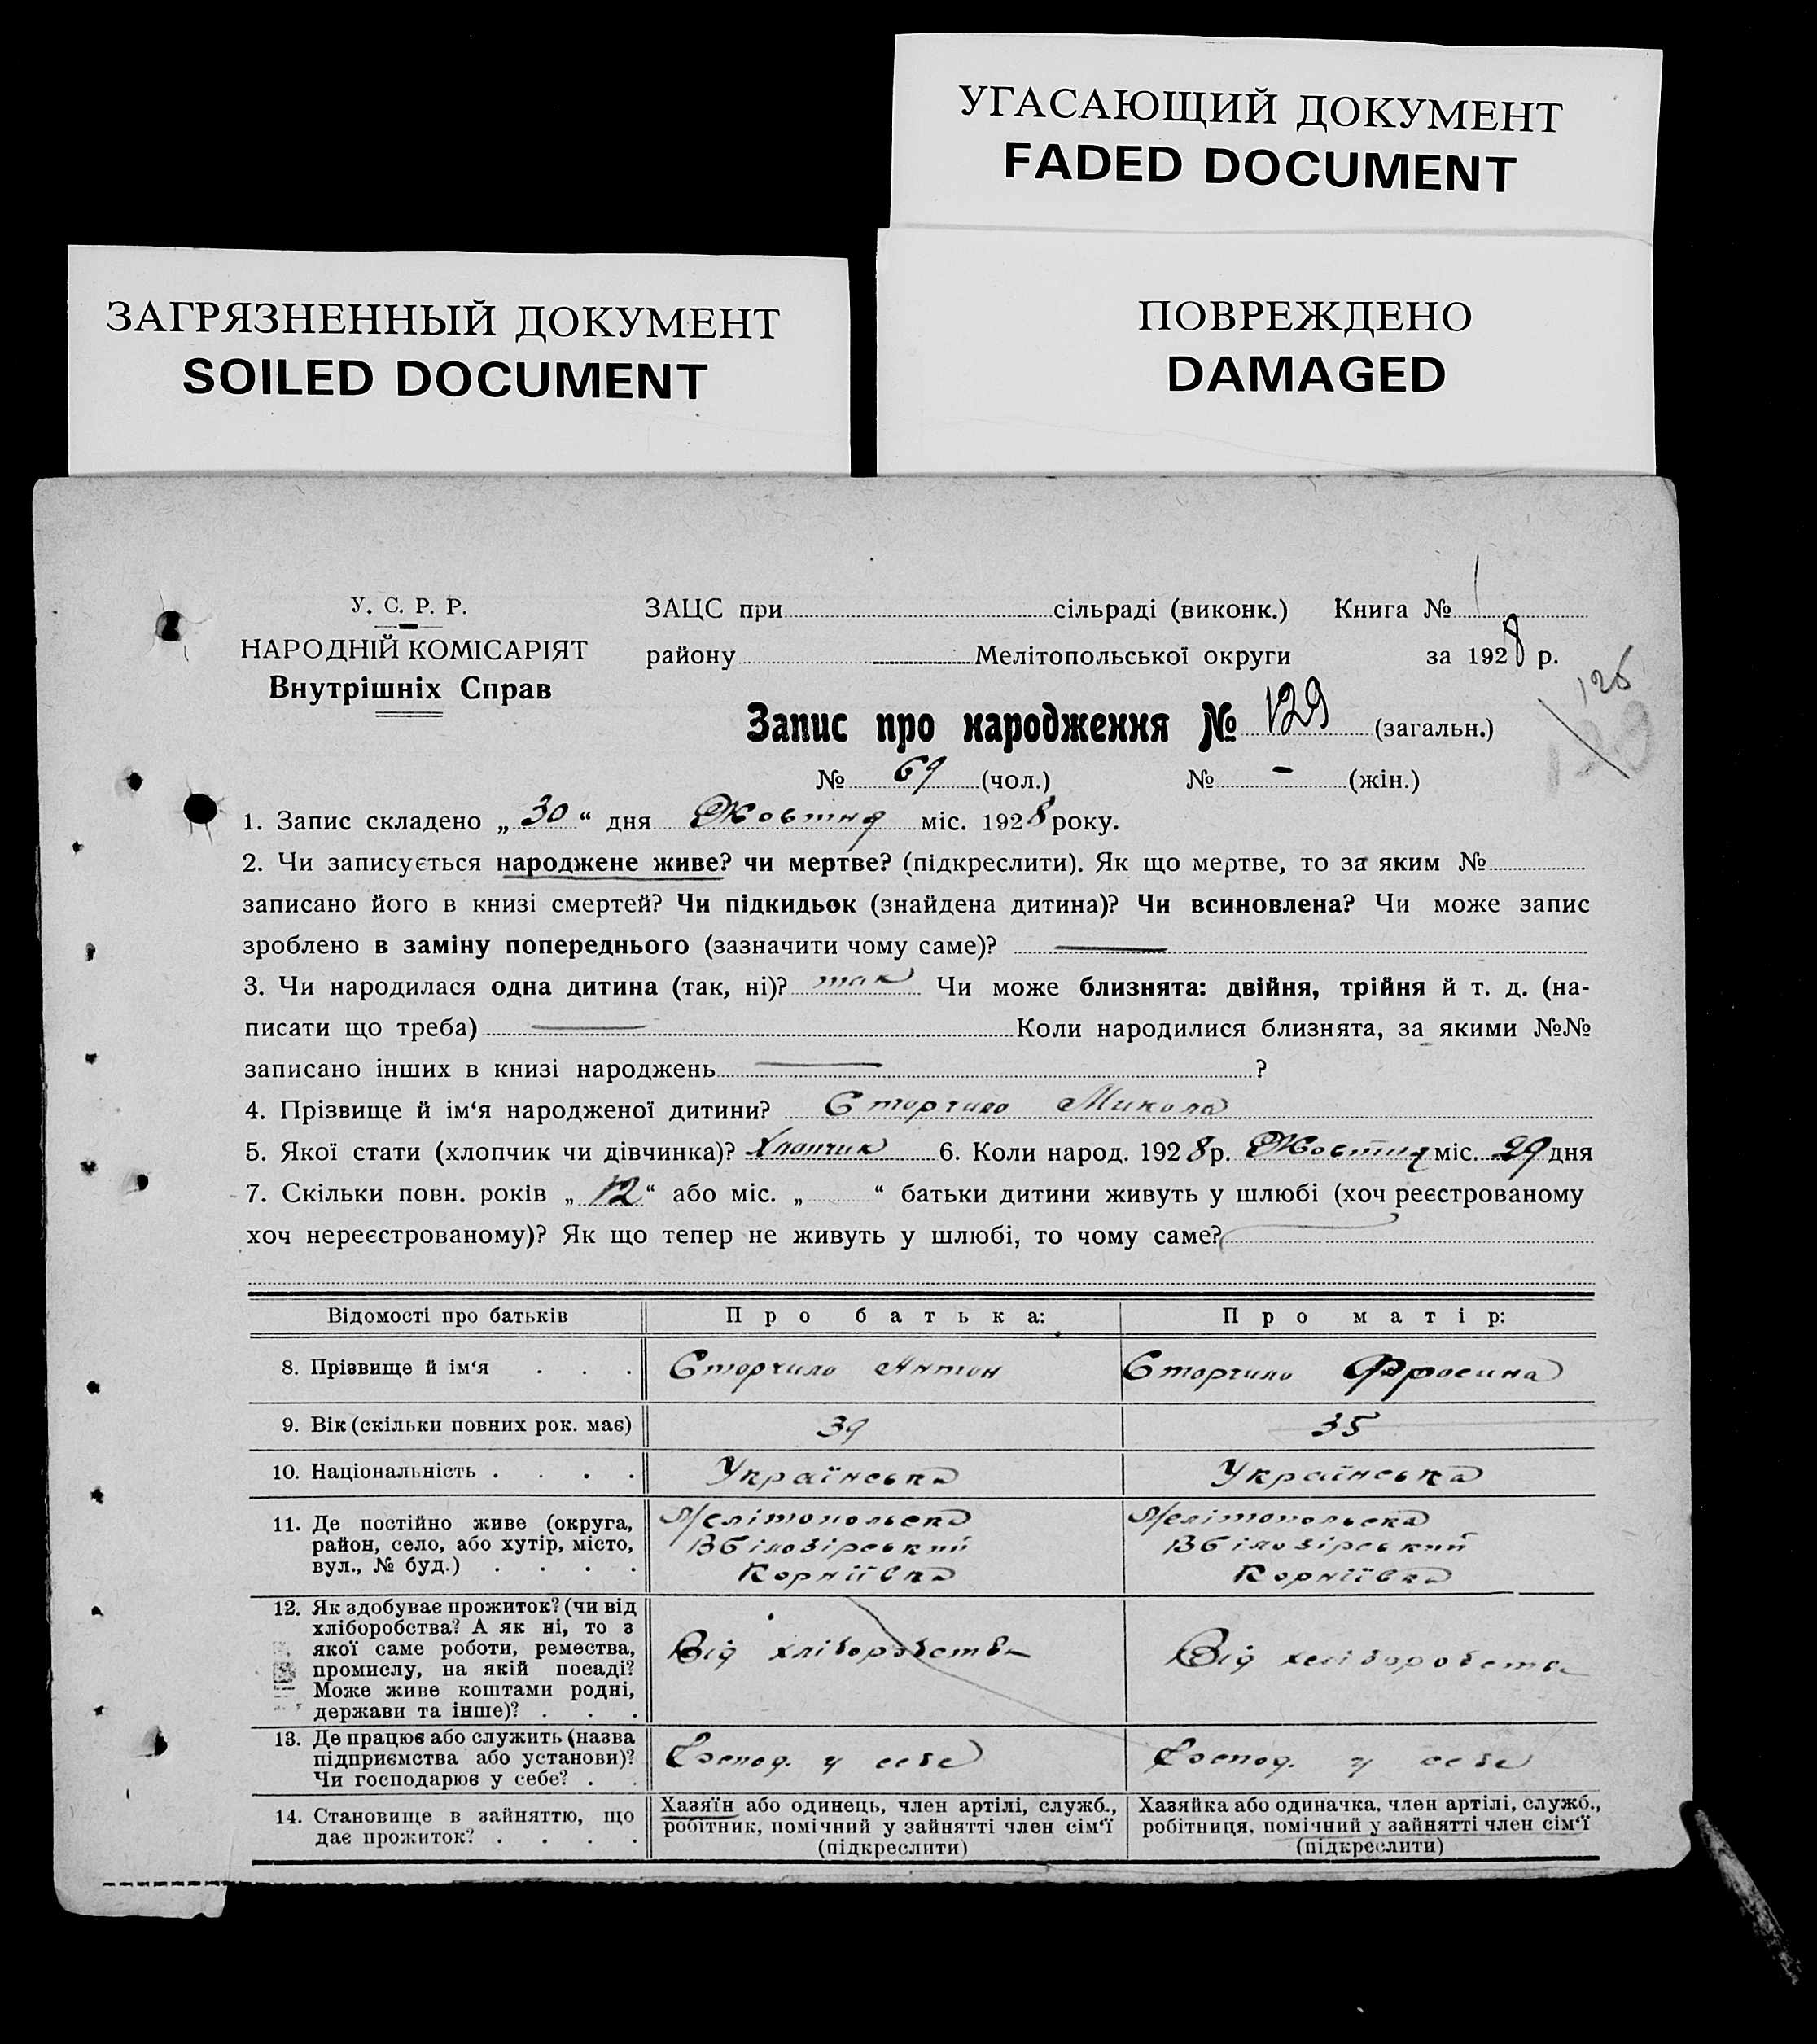 УГАСАЮЩИЙ ДОКУМЕНТ
FADED DOCUMENT
ЗАГРЯЗНЕННЫЙ ДОКУМЕНТ
SOILED DOCUMENT
ПОВРЕЖДЕНО
DAMAGED
У. С. Р. Р.
НАРОДНІЙ КОМІСАРІЯТ
Внутрішніх Справ
ЗАЦС при сільраді (виконк.) Книга № 1
району Мелітопольської округи за 1928 р.
126
129
Запис про народження № 129 (загальн.)
№ 69 (чол.) № - (жін.)
1. Запис складено „ 30 “ дня Жовтня міс. 1928 року.
2. Чи записується народжене живе? чи мертве? (підкреслити). Як що мертве, то за яким №
записано його в книзі смертей? Чи підкидьок (знайдена дитина)? Чи всиновлена? Чи може запис
зроблено в заміну попереднього (зазначити чому саме)? —
3. Чи народилася одна дитина (так, ні)? так Чи може близнята: двійня, трійня й т. д. (на-
писати що треба) — Коли народилися близнята, за якими №№
записано інших в книзі народжень — ?
4. Прізвище й ім‘я народженої дитини? Сторчило Микола
5. Якої стати (хлопчик чи дівчинка)? Хлопчик 6. Коли народ. 1928 р. Жовтня міс. 29 дня
7. Скільки повн. років „ 12 “ або міс. „ “ батьки дитини живуть у шлюбі (хоч реєстрованому
хоч нереєстрованому)? Як що тепер не живуть у шлюбі, то чому саме?
Відомості про батьків Про батька: Про матір:
8. Прізвище й ім‘я . . . Сторчило Антон Сторчило Фросина
9. Вік (скільки повних рок. має) 39 35
10. Національність . . . . Українська Українська
11. Де постійно живе (округа, Мелітопольска Мелітопольска
район, село, або хутір, місто, ВБілозірський ВБілозірський
вул., № буд.) . . . . Корніївка Корніївка
12. Як здобуває прожиток? (чи від
хліборобства? А як ні, то з
якої саме роботи, ремества, Від хліборобства Від хліборобства
промислу, на якій посаді?
Може живе коштами родні,
держави та інше)? . . .
13. Де працює або служить (назва
підприємства або установи)? Господ. у себе Господ. у себе
Чи господарює у себе? . .
14. Становище в зайняттю, що Хазяїн або одинець, член артілі, служб., Хазяйка або одиначка, член артілі, служб.,
дає прожиток? . . . . робітник, помічний у зайнятті член сім‘ї робітниця, помічний у зайнятті член сім‘ї
(підкреслити) (підкреслити)